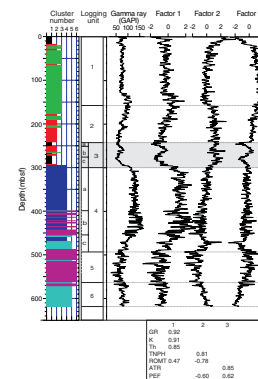 Cluster number
Logging unit
Gamma ray (GAPI)
Factor 1
Factor 2
Factor
1 2 3 4 5 6
50 100 150
-2 0 2
-2 0 2
-2 0
Depth(mbsf)
0
100
200
300
400
500
600
1
2
3
a
b
c
4
a
b
c
5
6
1 2 3
GR 0.92
K 0.91
Th 0.85
TNPH 0.81
ROMT 0.47 -0.78
ATR 0.85
PEF -0.60 0.62